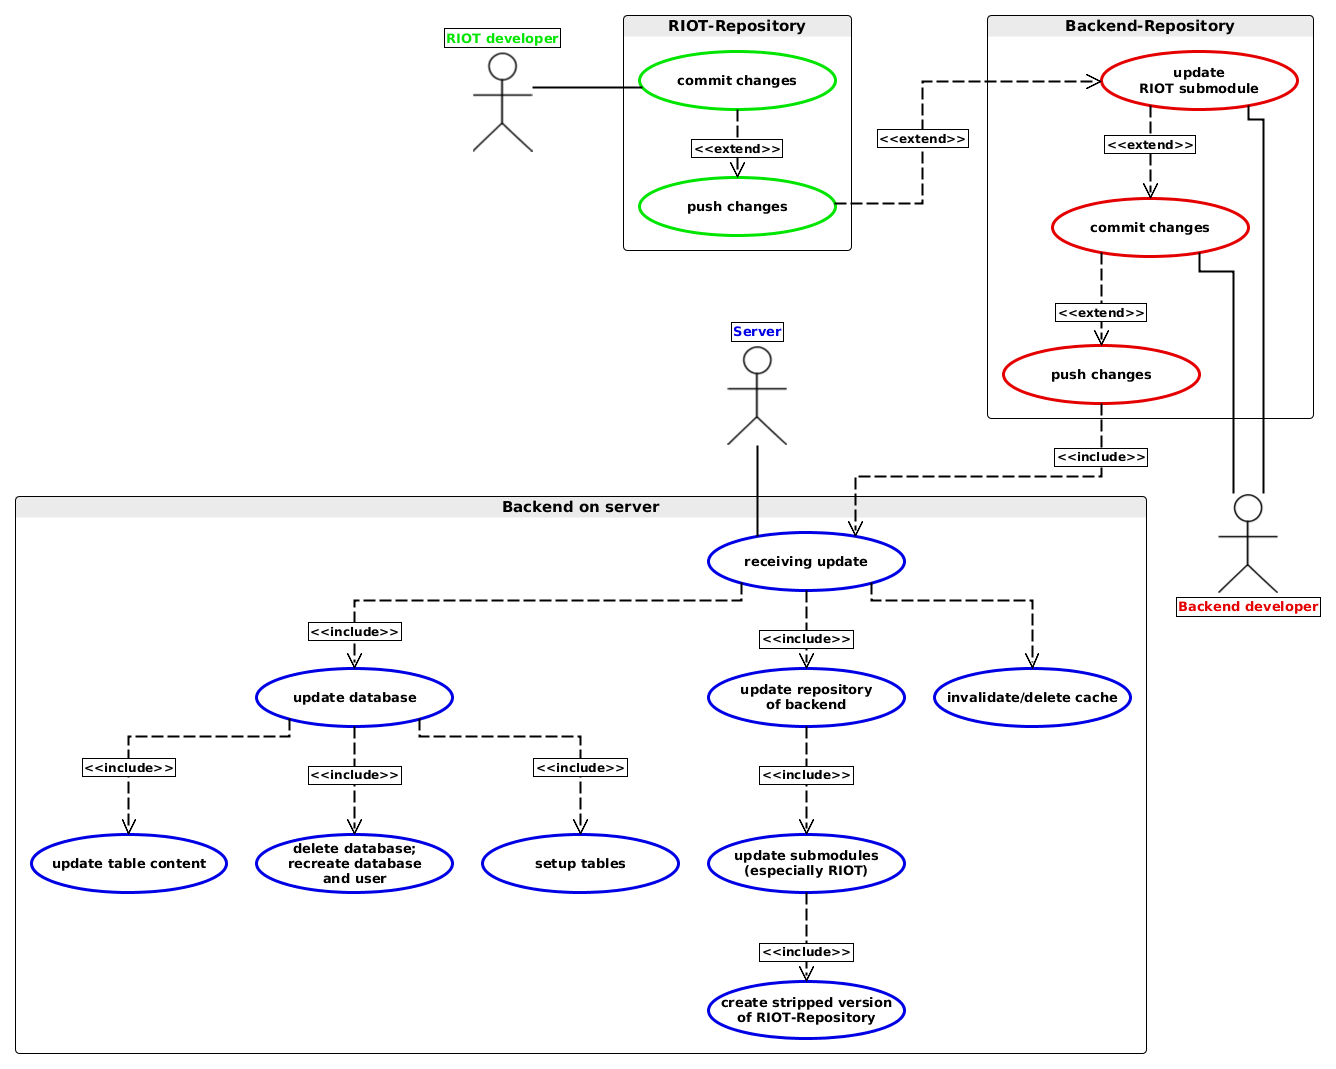 RIOT-Repository
Backend-Repository
RIOT developer
commit changes
<<extend>>
push changes
<<extend>>
update
RIOT submodule
<<extend>>
commit changes
<<extend>>
push changes
<<include>>
Server
Backend developer
Backend on server
receiving update
<<include>>
<<include>>
update database
update repository
of backend
invalidate/delete cache
<<include>>
<<include>>
<<include>>
<<include>>
update table content
delete database;
recreate database
and user
setup tables
update submodules
(especially RIOT)
<<include>>
create stripped version
of RIOT-Repository